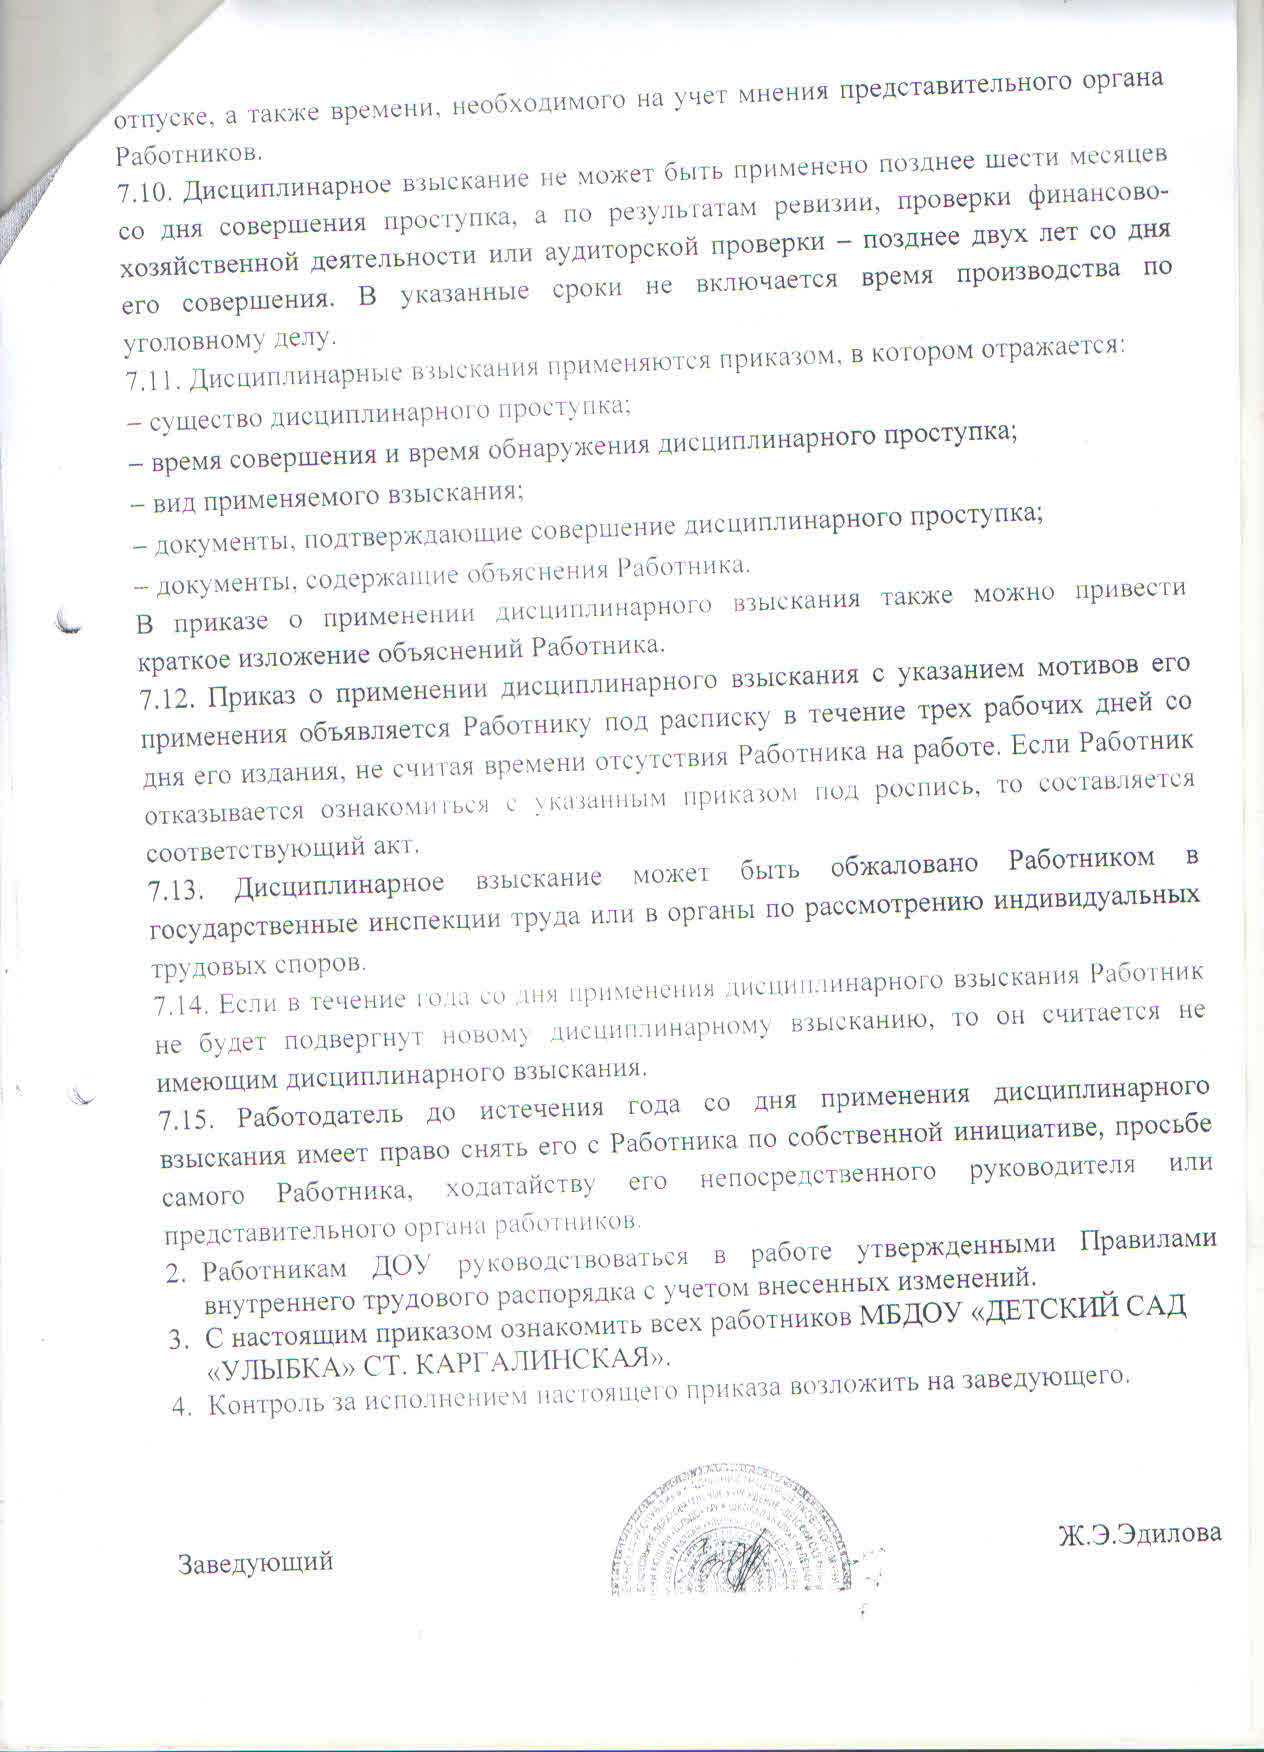 отпуске, а также времени, необходимого на учет мнения представительного органа
Работников.
7.10. Дисциплинарное взыскание не может быть применено позднее шести месяцев
со дня совершения проступка, а по результатам ревизии, проверки финансово-
хозяйственной деятельности или аудиторской проверки – позднее двух лет со дня
его совершения. В указанные сроки не включается время производства по
уголовному делу.
7.11. Дисциплинарные взыскания применяются приказом, в котором отражается:
– существо дисциплинарного проступка;
– время совершения и время обнаружения дисциплинарного проступка;
– вид применяемого взыскания;
– документы, подтверждающие совершение дисциплинарного проступка;
– документы, содержащие объяснения Работника.
В приказе о применении дисциплинарного взыскания также можно привести
краткое изложение объяснений Работника.
7.12. Приказ о применении дисциплинарного взыскания с указанием мотивов его
применения объявляется Работнику под расписку в течение трех рабочих дней со
дня его издания, не считая времени отсутствия Работника на работе. Если Работник
отказывается ознакомиться с указанным приказом под роспись, то составляется
соответствующий акт.
7.13. Дисциплинарное взыскание может быть обжаловано Работником в
государственные инспекции труда или в органы по рассмотрению индивидуальных
трудовых споров.
7.14. Если в течение года со дня применения дисциплинарного взыскания Работник
не будет подвергнут новому дисциплинарному взысканию, то он считается не
имеющим дисциплинарного взыскания.
7.15. Работодатель до истечения года со дня применения дисциплинарного
взыскания имеет право снять его с Работника по собственной инициативе, просьбе
самого Работника, ходатайству его непосредственного руководителя или
представительного органа работников.
2. Работникам ДОУ руководствоваться в работе утвержденными Правилами
внутреннего трудового распорядка с учетом внесенных изменений.
3. С настоящим приказом ознакомить всех работников МБДОУ «ДЕТСКИЙ САД
«УЛЫБКА» СТ. КАРГАЛИНСКАЯ».
4. Контроль за исполнением настоящего приказа возложить на заведующего.
Заведующий
Ж.Э.Эдилова